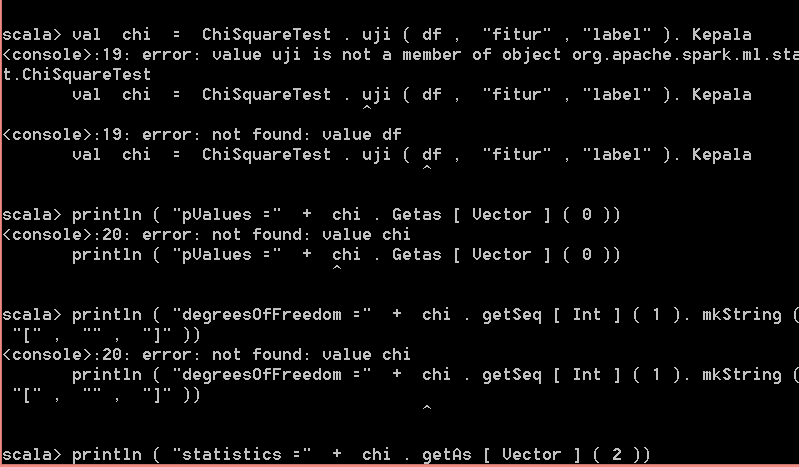 scala> val  chi  =  ChiSquareTest . uji ( df ,  "fitur" , "label" ). Kepala
<console>:19: error: value uji is not a member of object org.apache.spark.ml.sta
t.ChiSquareTest
       val  chi  =  ChiSquareTest . uji ( df ,  "fitur" , "label" ). Kepala
                                    ^
<console>:19: error: not found: value df
       val  chi  =  ChiSquareTest . uji ( df ,  "fitur" , "label" ). Kepala
                                          ^
scala> println ( "pValues ="  +  chi . Getas [ Vector ] ( 0 ))
<console>:20: error: not found: value chi
       println ( "pValues ="  +  chi . Getas [ Vector ] ( 0 ))
                                 ^
scala> println ( "degreesOfFreedom ="  +  chi . getSeq [ Int ] ( 1 ). mkString (
 "[" ,  "" ,  "]" ))
<console>:20: error: not found: value chi
       println ( "degreesOfFreedom ="  +  chi . getSeq [ Int ] ( 1 ). mkString (
 "[" ,  "" ,  "]" ))
                                          ^
scala> println ( "statistics ="  +  chi . getAs [ Vector ] ( 2 ))